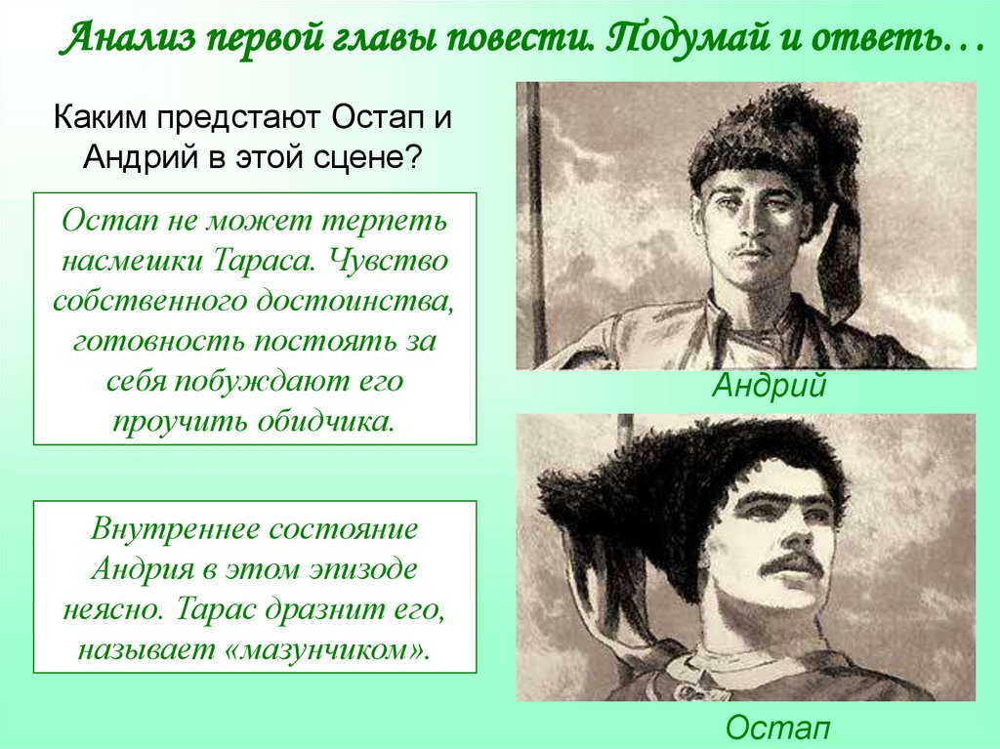 Анализ первой главы повести. Подумай и ответь…
Каким предстают Остап и
Андрий в этой сцене?
Остап не может терпеть
насмешки Тараса. Чувство
собственного достоинства,
готовность постоять за
себя побуждают его
проучить обидчика.
Андрий
Внутреннее состояние
Андрия в этом эпизоде
неясно. Тарас дразнит его,
называет «мазунчиком».
Остап